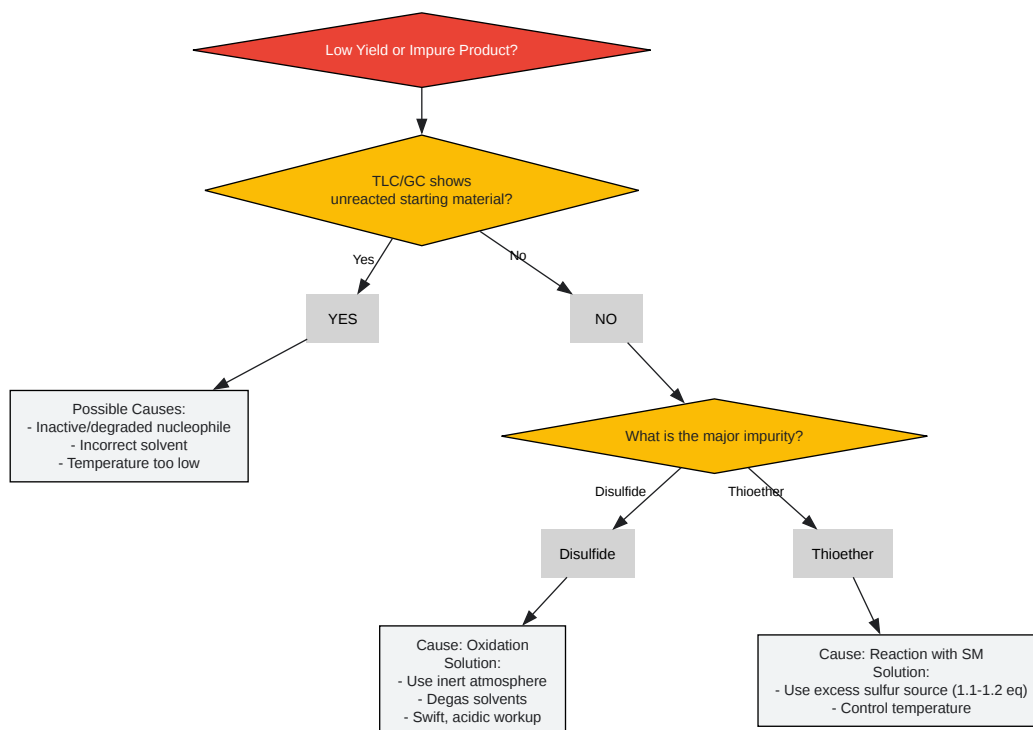 Low Yield or Impure Product?
TLC/GC shows
unreacted starting material?
Yes
No
YES
NO
Possible Causes:
- Inactive/degraded nucleophile
- Incorrect solvent
- Temperature too low
What is the major impurity?
Disulfide
Thioether
Disulfide
Thioether
Cause: Oxidation
Solution:
- Use inert atmosphere
- Degas solvents
- Swift, acidic workup
Cause: Reaction with SM
Solution:
- Use excess sulfur source (1.1-1.2 eq)
- Control temperature